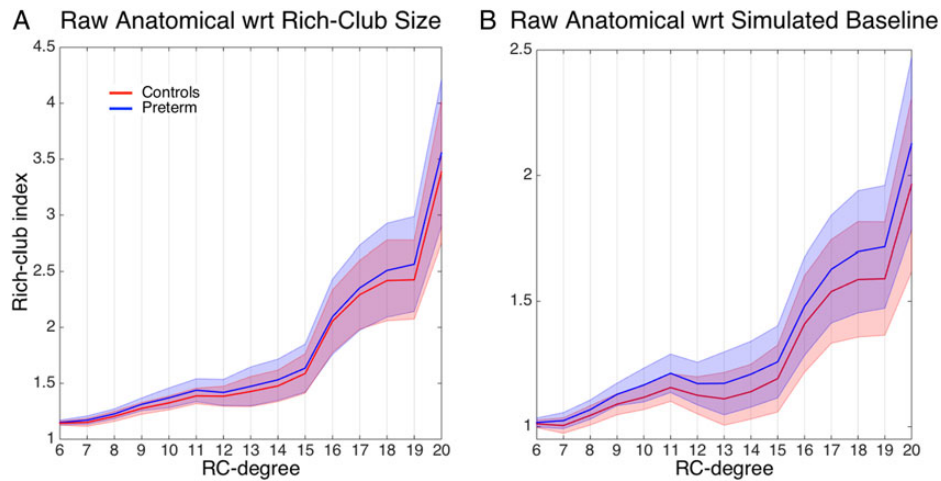 A Raw Anatomical wrt Rich-Club Size
Rich-club index
4.5
4
3.5
3
2.5
2
1.5
1
Controls
Preterm
6 7 8 9 10 11 12 13 14 15 16 17 18 19 20
RC-degree
B Raw Anatomical wrt Simulated Baseline
2.5
2
1.5
1
6 7 8 9 10 11 12 13 14 15 16 17 18 19 20
RC-degree